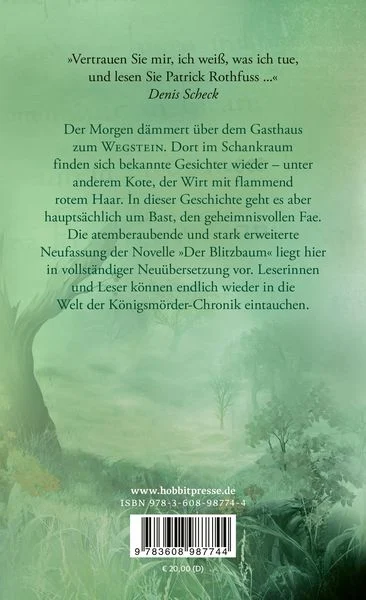 »Vertrauen Sie mir, ich weiß, was ich tue,
und lesen Sie Patrick Rothfuss ...«
Denis Scheck
Der Morgen dämmert über dem Gasthaus
zum WEGSTEIN. Dort im Schankraum
finden sich bekannte Gesichter wieder – unter
anderem Kote, der Wirt mit flammend
rotem Haar. In dieser Geschichte geht es aber
hauptsächlich um Bast, den geheimnisvollen Fae.
Die atemberaubende und stark erweiterte
Neufassung der Novelle »Der Blitzbaum« liegt hier
in vollständiger Neuübersetzung vor. Leserinnen
und Leser können endlich wieder in die
Welt der Königsmörder-Chronik eintauchen.
www.hobbitpresse.de
ISBN 978-3-608-98774-4
9 783608 987744
€ 20,00 (D)